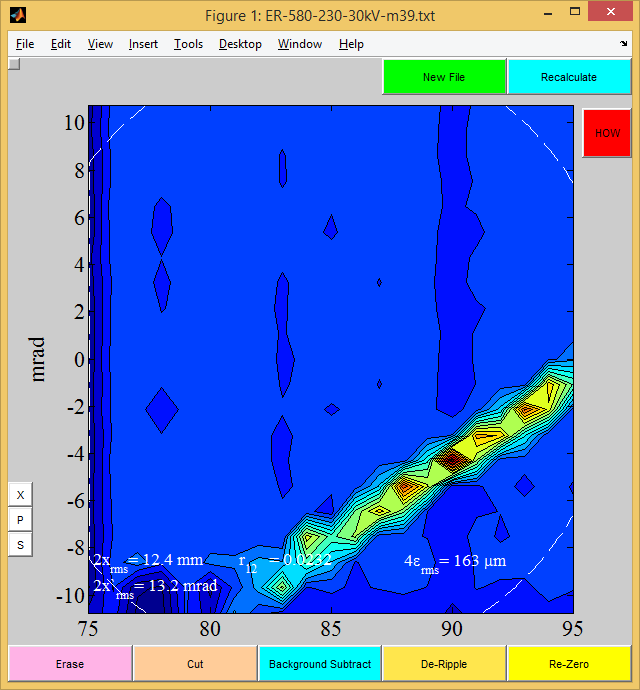 Figure 1: ER-580-230-30kV-m39.txt
File Edit View Insert Tools Desktop Window Help
New File Recalculate
HOW
10
8
6
4
2
0
-2
-4
-6
-8
-10
mrad
X
P
S
2x_rms = 12.4 mm r_12 = 0.0232 4ε_rms = 163 µm
2x'_rms = 13.2 mrad
75 80 85 90 95
Erase Cut Background Subtract De-Ripple Re-Zero